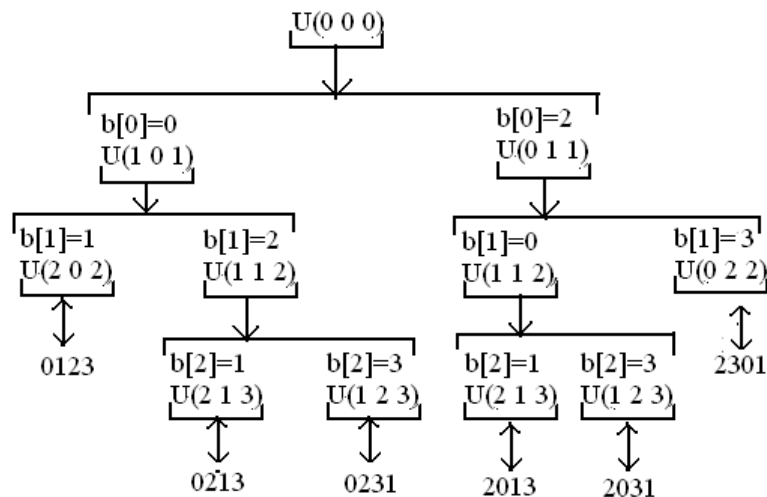 U(0 0 0)
b[0]=0
U(1 0 1)
b[0]=2
U(0 1 1)
b[1]=1
U(2 0 2)
b[1]=2
U(1 1 2)
b[1]=0
U(1 1 2)
b[1]=3
U(0 2 2)
0123
b[2]=1
U(2 1 3)
b[2]=3
U(1 2 3)
b[2]=1
U(2 1 3)
b[2]=3
U(1 2 3)
2301
0213
0231
2013
2031